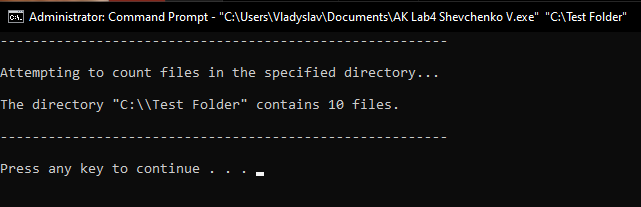 Administrator: Command Prompt - "C:\Users\Vladyslav\Documents\AK Lab4 Shevchenko V.exe" "C:\Test Folder"
--------------------------------------------------------
Attempting to count files in the specified directory...
The directory "C:\\Test Folder" contains 10 files.
--------------------------------------------------------
Press any key to continue . . .